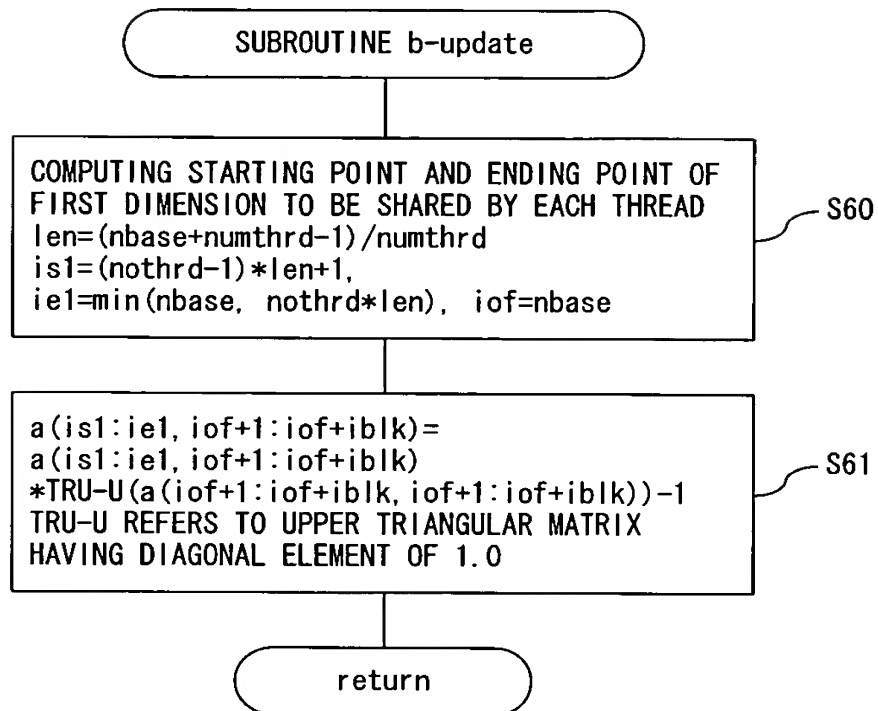 SUBROUTINE b-update
COMPUTING STARTING POINT AND ENDING POINT OF
FIRST DIMENSION TO BE SHARED BY EACH THREAD
len=(nbase+numthrd-1)/numthrd
is1=(nothrd-1)*len+1,
ie1=min(nbase, nothrd*len), iof=nbase
S60
a(is1:ie1,iof+1:iof+iblk)=
a(is1:ie1,iof+1:iof+iblk)
*TRU-U(a(iof+1:iof+iblk,iof+1:iof+iblk))-1
TRU-U REFERS TO UPPER TRIANGULAR MATRIX
HAVING DIAGONAL ELEMENT OF 1.0
S61
return